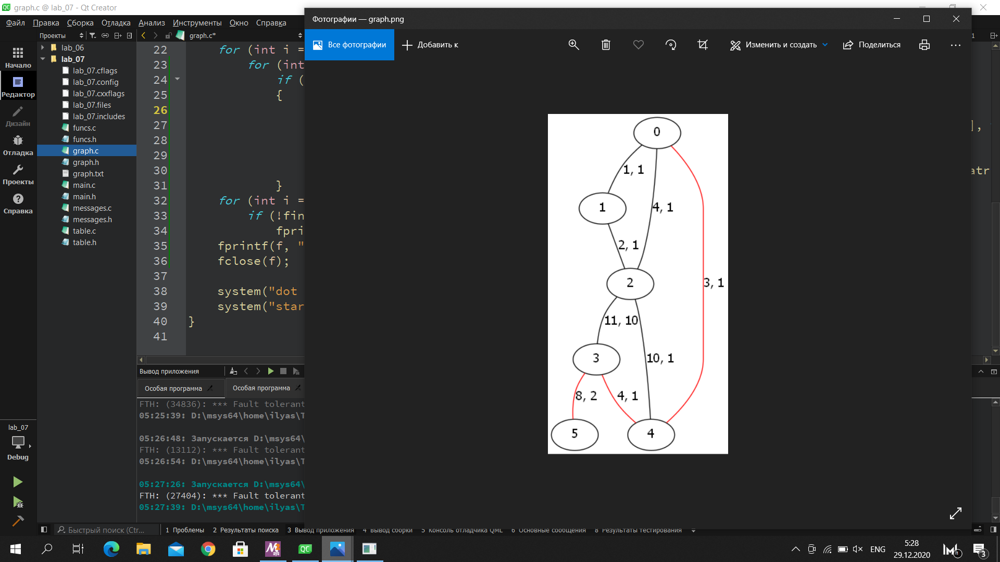 graph.c @ lab_07 - Qt Creator
Файл Правка Сборка Отладка Анализ Инструменты Окно Справка
Проекты
graph.c*
Начало
Редактор
Дизайн
Отладка
Проекты
Справка
lab_07
Debug
lab_06
lab_07
lab_07.cflags
lab_07.config
lab_07.cxxflags
lab_07.files
lab_07.includes
funcs.c
funcs.h
graph.c
graph.h
graph.txt
main.c
main.h
messages.c
messages.h
table.c
table.h
22 for (int i =
23 for (int
24 if (
25 {
26
27
28
29
30
31 }
32 for (int i =
33 if (!fin
34 fpri
35 fprintf(f, "
36 fclose(f);
37
38 system("dot
39 system("star
40 }
41
1
],
atr
Вывод приложения
Особая программа Особая программа
FTH: (34836): *** Fault tolerant
05:25:39: D:\msys64\home\ilyas\T
05:26:48: Запускается D:\msys64\
FTH: (13112): *** Fault tolerant
05:26:54: D:\msys64\home\ilyas\T
05:27:26: Запускается D:\msys64\
FTH: (27404): *** Fault tolerant
05:27:39: D:\msys64\home\ilyas\T
Фотографии — graph.png
Все фотографии Добавить к Изменить и создать Поделиться
0
1, 1
1
4, 1
2, 1
2
3, 1
11, 10
3
10, 1
8, 2
4, 1
5
4
Быстрый поиск (Ctr...
1 Проблемы 2 Результаты поиска 3 Вывод приложения 4 Вывод сборки 5 Консоль отладчика QML 6 Основные сообщения 8 Результаты тестирования
QC
M
sys
QC
ENG
5:28
29.12.2020
1
3